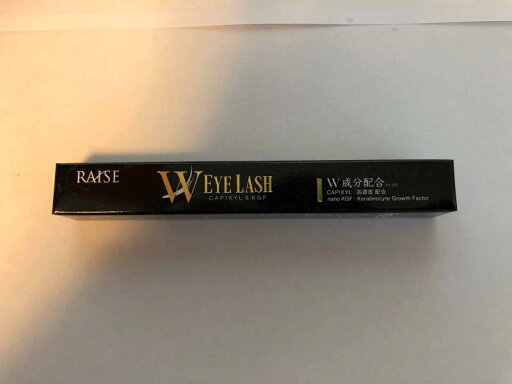 RAISE
W EYE LASH
CAPIXYL & KGF
W成分配合
CAPIXYL : 高濃度 配合
nano KGF : Keratinocyte Growth Factor